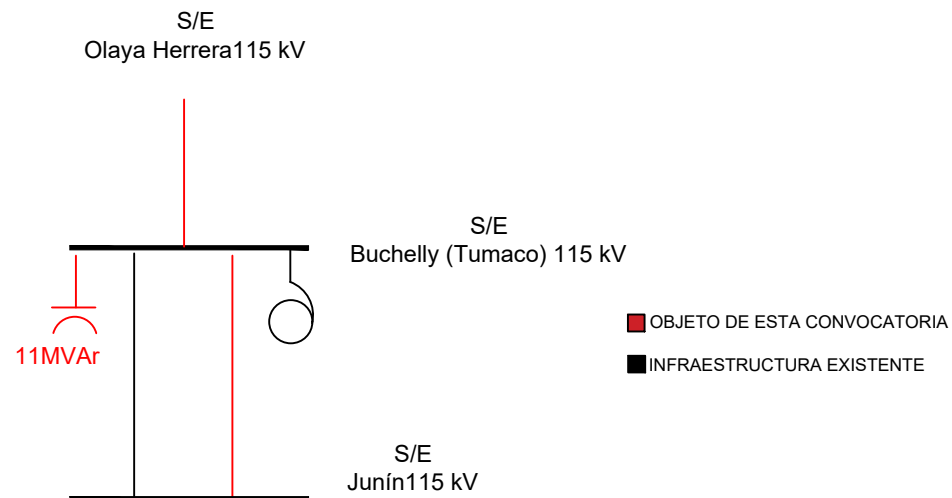 S/E
Olaya Herrera115 kV
S/E
Buchelly (Tumaco) 115 kV
OBJETO DE ESTA CONVOCATORIA
11MVAr
INFRAESTRUCTURA EXISTENTE
S/E
Junín115 kV